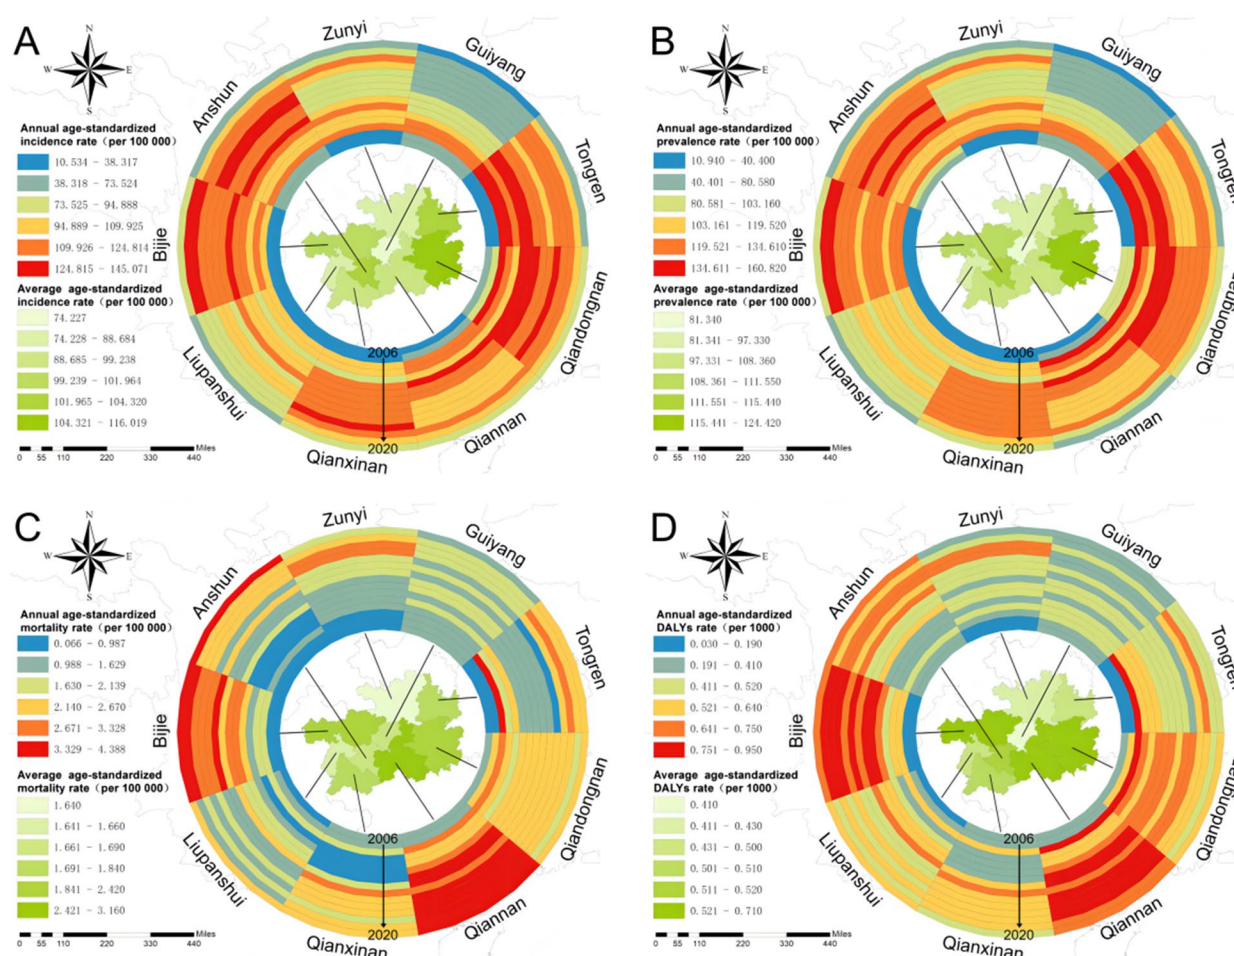 A
N
W
E
S
Annual age-standardized
incidence rate (per 100 000)
10.534 - 38.317
38.318 - 73.524
73.525 - 94.888
94.889 - 109.925
109.926 - 124.814
124.815 - 145.071
Average age-standardized
incidence rate (per 100 000)
74.227
74.228 - 88.684
88.685 - 99.238
99.239 - 101.964
101.965 - 104.320
104.321 - 116.019
Miles
0 55 110 220 330 440
Zunyi
Guiyang
Tongren
Qiandongnan
Qiannan
Qianxinan
Liupanshui
Bijie
Anshun
2006
2020
B
N
W
E
S
Annual age-standardized
prevalence rate (per 100 000)
10.940 - 40.400
40.401 - 80.580
80.581 - 103.160
103.161 - 119.520
119.521 - 134.610
134.611 - 160.820
Average age-standardized
prevalence rate (per 100 000)
81.340
81.341 - 97.330
97.331 - 108.360
108.361 - 111.550
111.551 - 115.440
115.441 - 124.420
Miles
0 55 110 220 330 440
Zunyi
Guiyang
Tongren
Qiandongnan
Qiannan
Qianxinan
Liupanshui
Bijie
Anshun
2006
2020
C
N
W
E
S
Annual age-standardized
mortality rate (per 100 000)
0.066 - 0.987
0.988 - 1.629
1.630 - 2.139
2.140 - 2.670
2.671 - 3.328
3.329 - 4.388
Average age-standardized
mortality rate (per 100 000)
1.640
1.641 - 1.660
1.661 - 1.690
1.691 - 1.840
1.841 - 2.420
2.421 - 3.160
Miles
0 55 110 220 330 440
Zunyi
Guiyang
Tongren
Qiandongnan
Qiannan
Qianxinan
Liupanshui
Bijie
Anshun
2006
2020
D
N
W
E
S
Annual age-standardized
DALYs rate (per 1000)
0.030 - 0.190
0.191 - 0.410
0.411 - 0.520
0.521 - 0.640
0.641 - 0.750
0.751 - 0.950
Average age-standardized
DALYs rate (per 1000)
0.410
0.411 - 0.430
0.431 - 0.500
0.501 - 0.510
0.511 - 0.520
0.521 - 0.710
Miles
0 55 110 220 330 440
Zunyi
Guiyang
Tongren
Qiandongnan
Qiannan
Qianxinan
Liupanshui
Bijie
Anshun
2006
2020